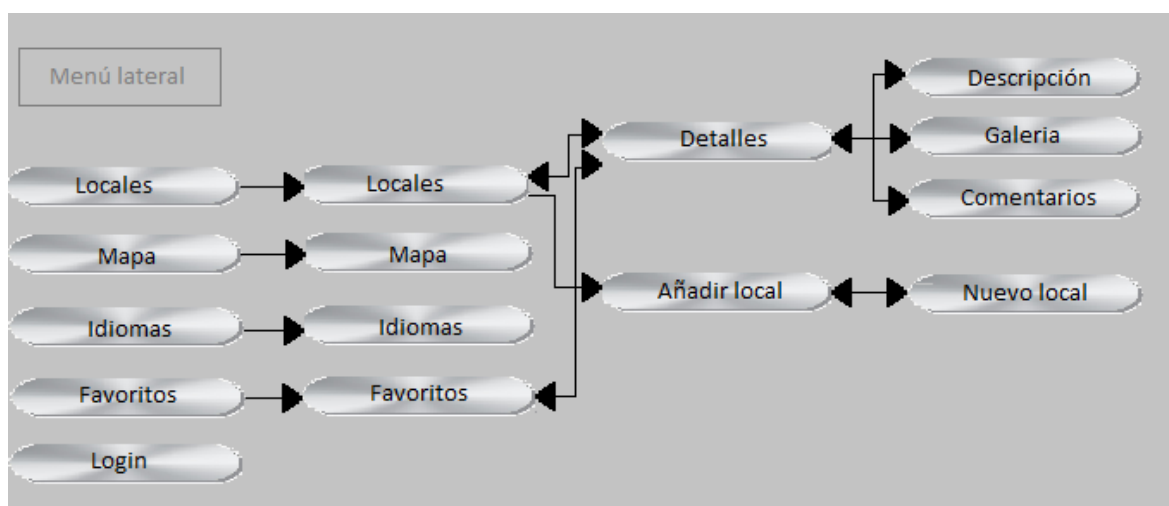 Menú lateral
Locales
Mapa
Idiomas
Favoritos
Login
Locales
Mapa
Idiomas
Favoritos
Detalles
Añadir local
Descripción
Galeria
Comentarios
Nuevo local